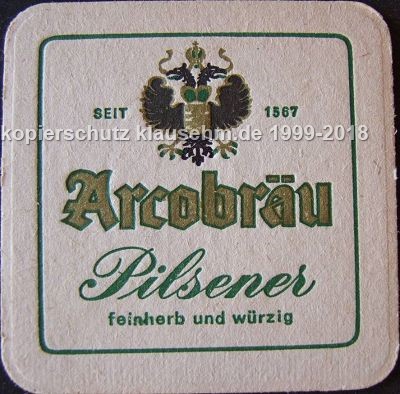 SEIT 1567
kopierschutz klausehm.de 1999-2018
Arcobräu
Pilsener
feinherb und würzig